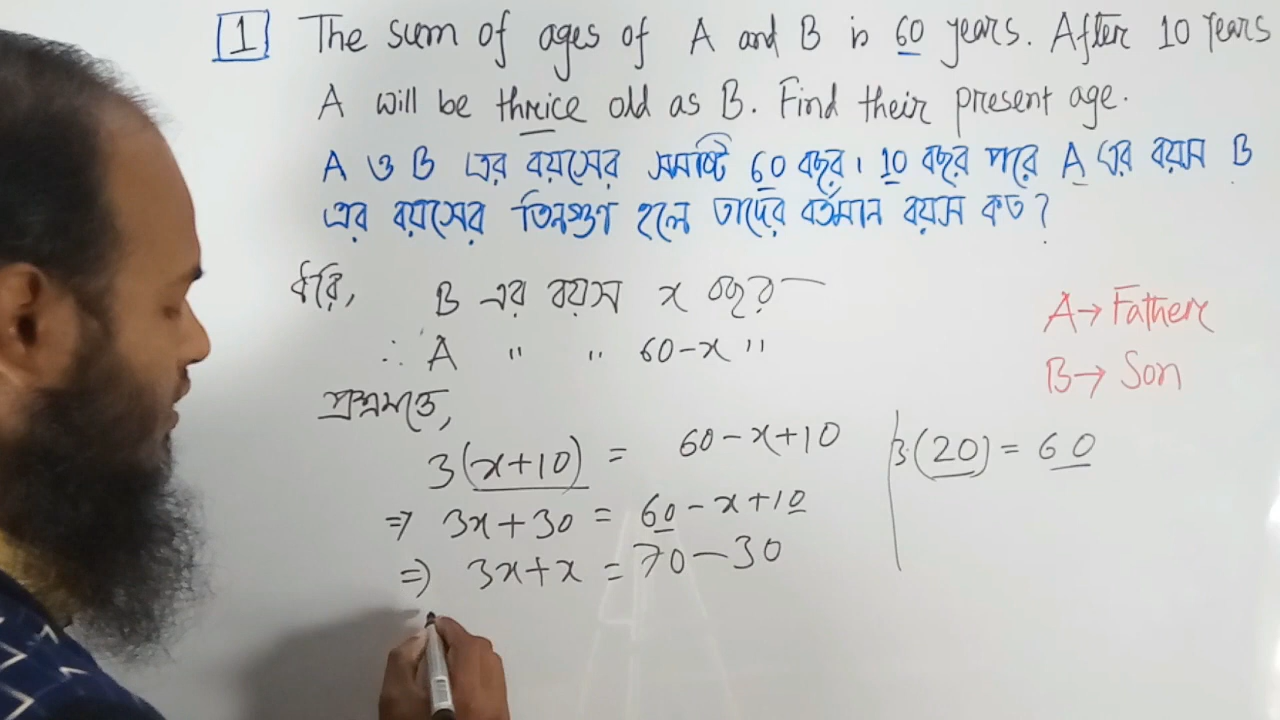 1 The sum of ages of A and B is 60 years. After 10 Years
A will be thrice old as B. Find their present age.
A ও B এর বয়সের সমষ্টি 60 বছর। 10 বছর পরে A এর বয়স B
এর বয়সের তিনগুণ হলে তাদের বর্তমান বয়স কত?
ধরি, B এর বয়স x বছর
∴ A " " 60-x "
A→ Father
B→ Son
প্রশ্নমতে,
3(x+10) = 60-x+10
3(20) = 60
⇒ 3x+30 = 60-x+10
⇒ 3x+x = 70-30